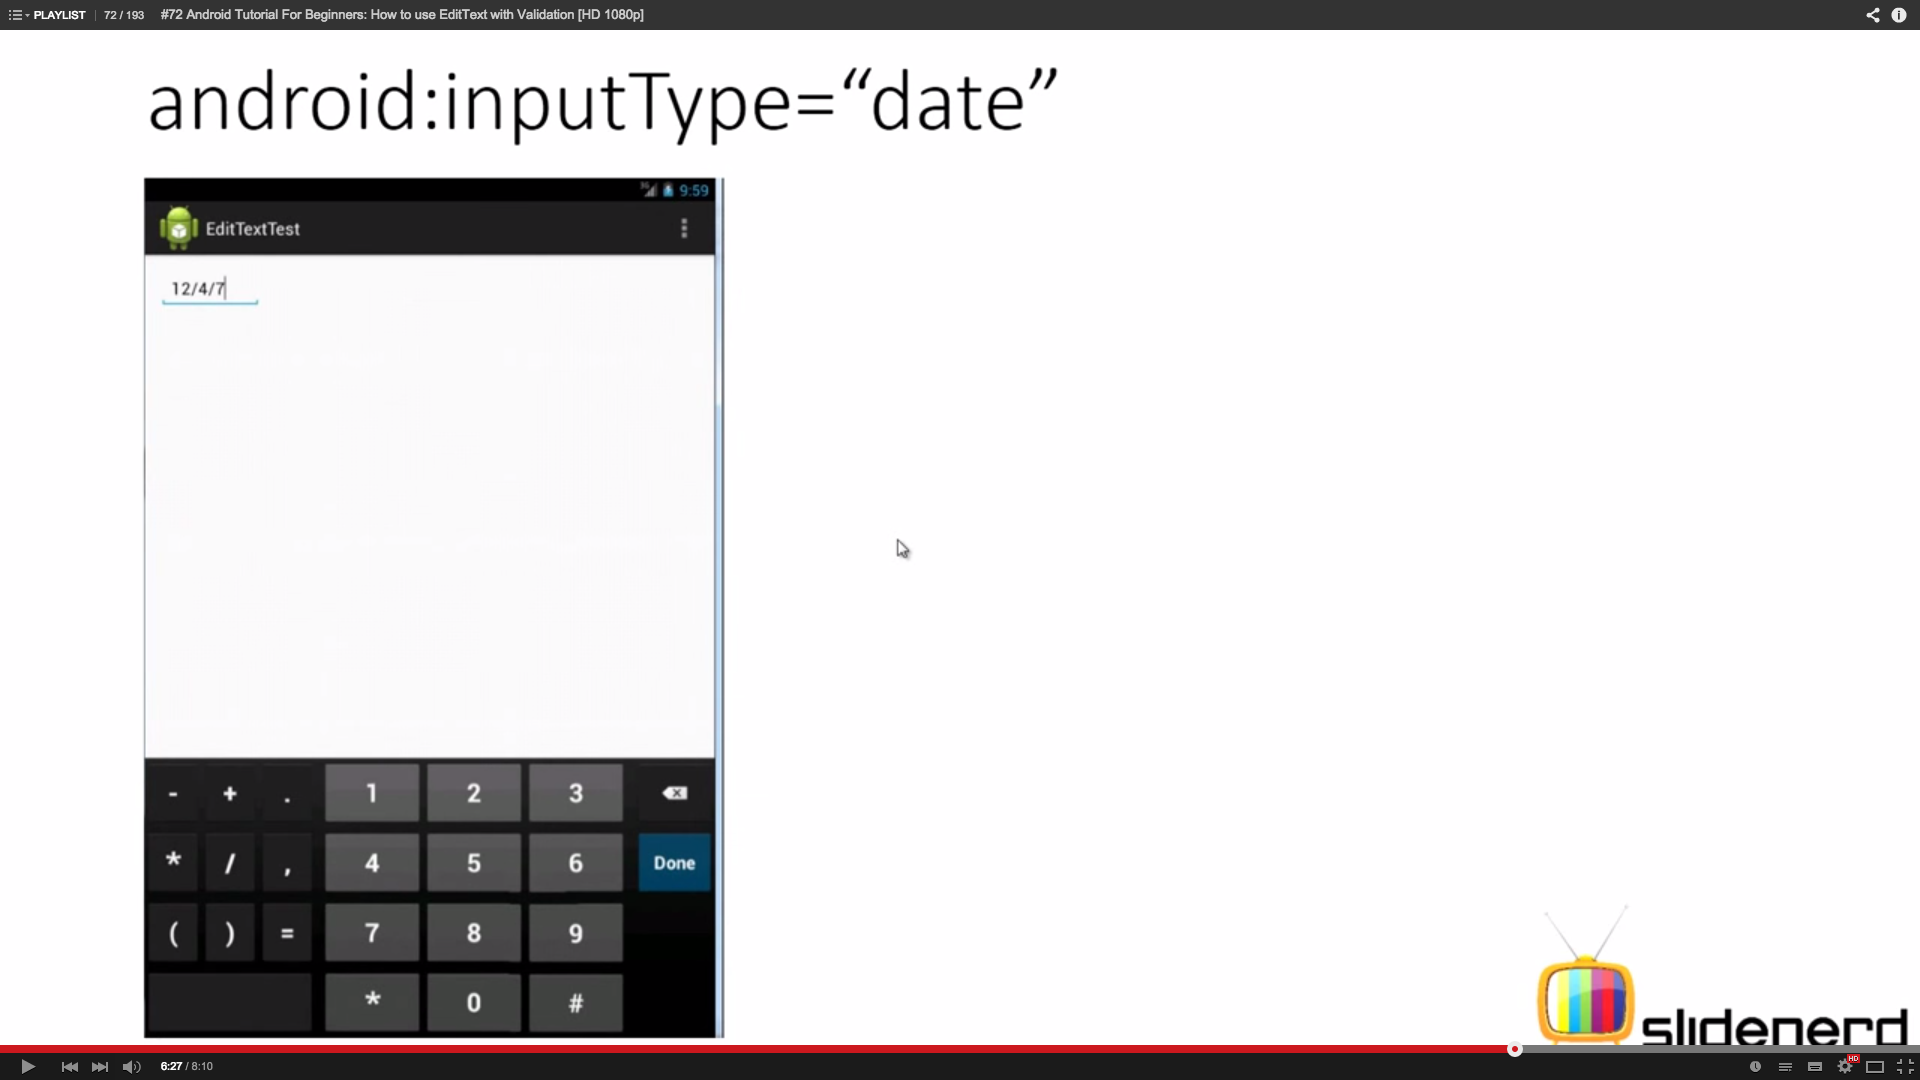 PLAYLIST 72 / 193 #72 Android Tutorial For Beginners: How to use EditText with Validation [HD 1080p]
android:inputType=“date”
3G 9:59
EditTextTest
12/4/7
- + . 1 2 3
* / , 4 5 6 Done
( ) = 7 8 9
* 0 #
slidenerd
6:27 / 8:10 HD